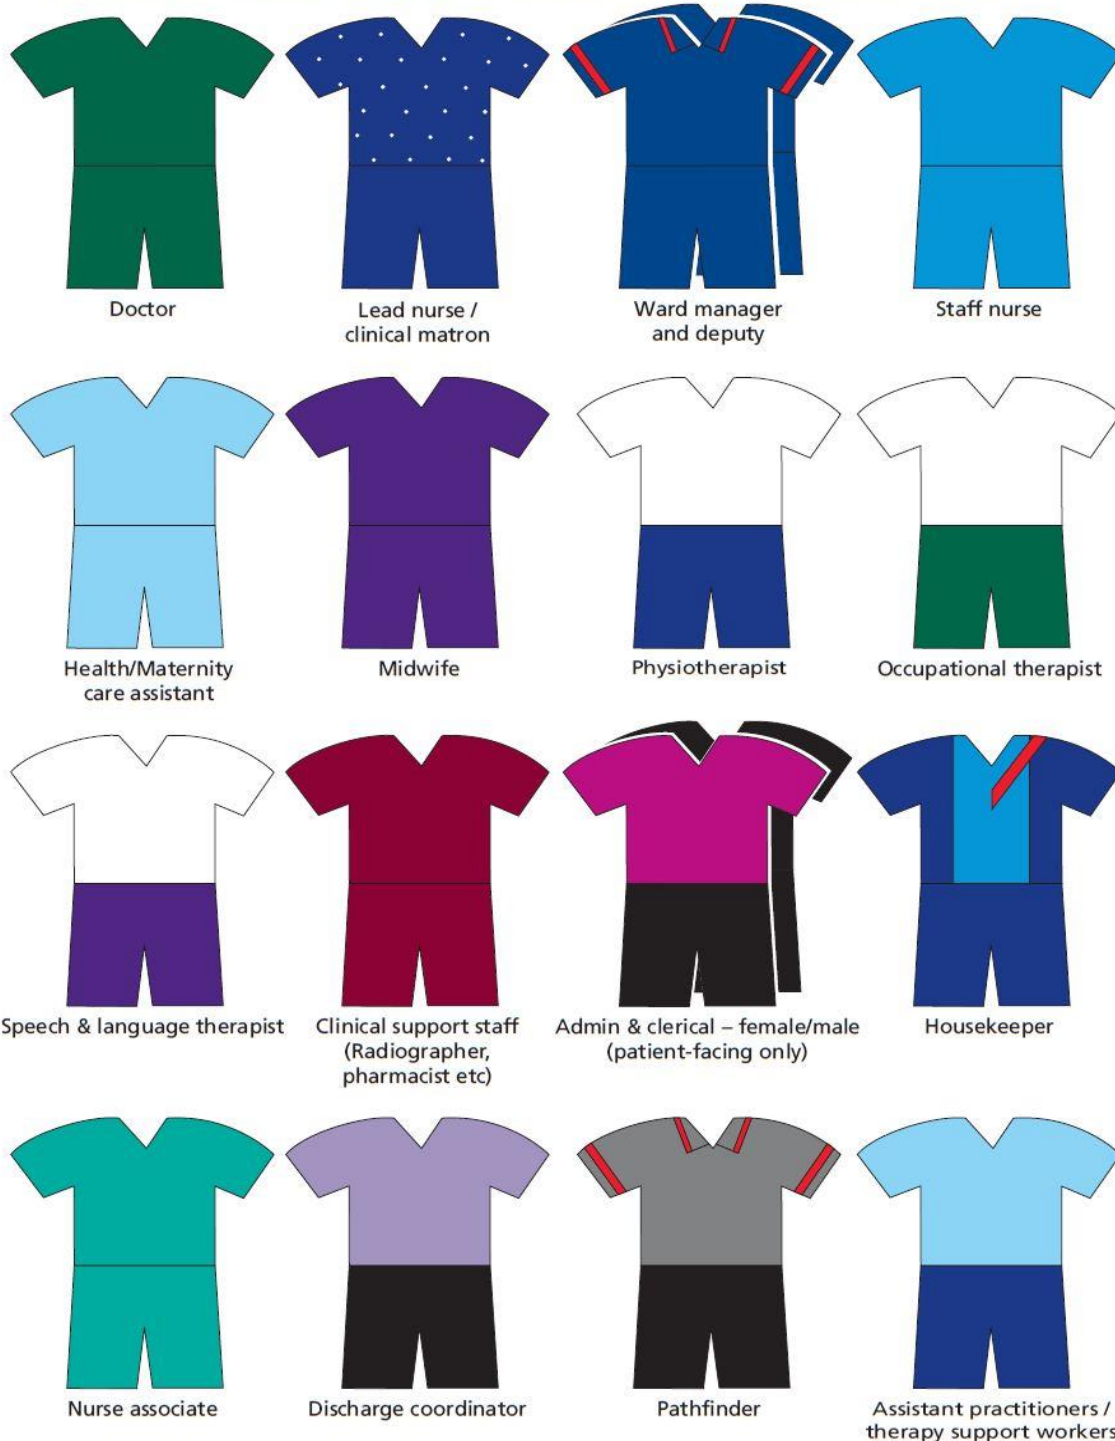 Doctor
Lead nurse /
clinical matron
Ward manager
and deputy
Staff nurse
Health/Maternity
care assistant
Midwife
Physiotherapist
Occupational therapist
Speech & language therapist
Clinical support staff
(Radiographer,
pharmacist etc)
Admin & clerical – female/male
(patient-facing only)
Housekeeper
Nurse associate
Discharge coordinator
Pathfinder
Assistant practitioners /
therapy support workers